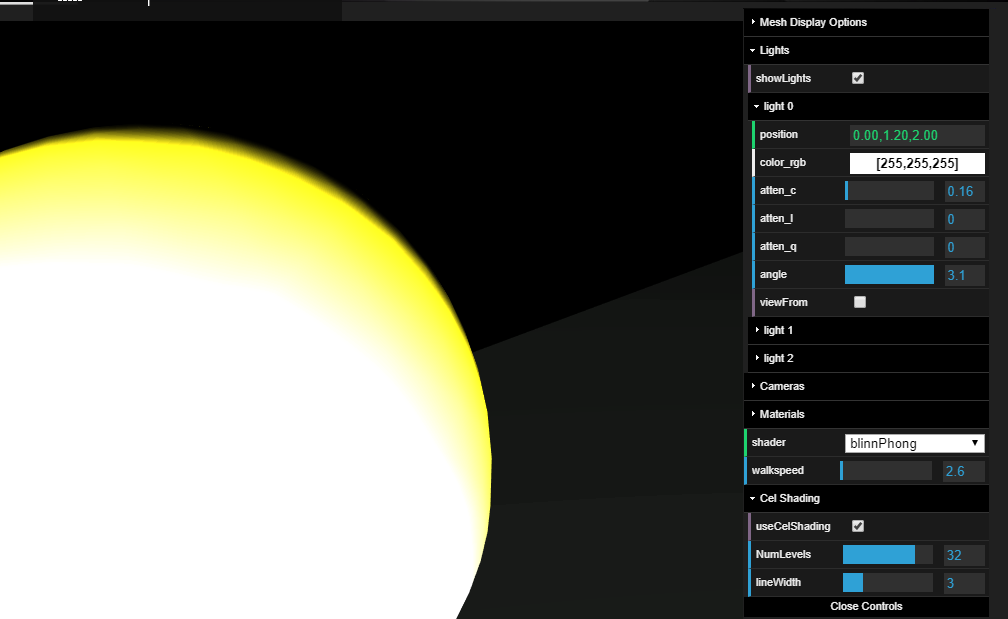 Mesh Display Options
Lights
showLights
light 0
position 0.00,1.20,2.00
color_rgb [255,255,255]
atten_c 0.16
atten_l 0
atten_q 0
angle 3.1
viewFrom
light 1
light 2
Cameras
Materials
shader blinnPhong
walkspeed 2.6
Cel Shading
useCelShading
NumLevels 32
lineWidth 3
Close Controls